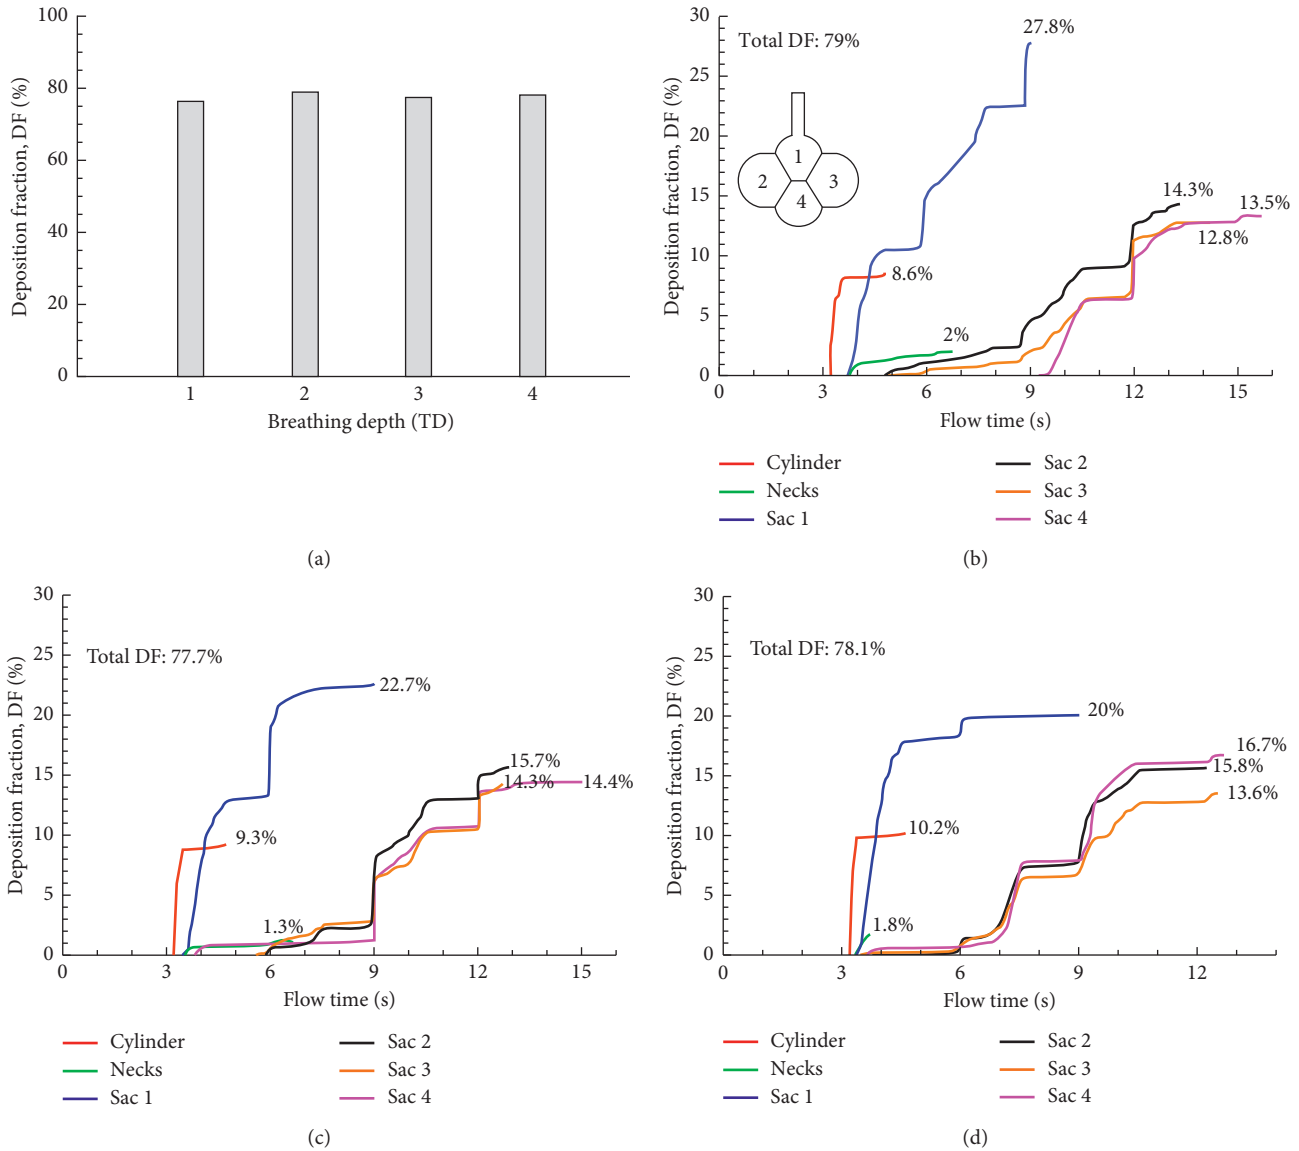 100
80
60
40
20
0
Deposition fraction, DF (%)
1
2
3
4
Breathing depth (TD)
(a)
30
25
20
15
10
5
0
Deposition fraction, DF (%)
Total DF: 79%
1
2
3
4
27.8%
14.3%
13.5%
12.8%
8.6%
2%
0
3
6
9
12
15
Flow time (s)
Cylinder
Necks
Sac 1
Sac 2
Sac 3
Sac 4
(b)
30
25
20
15
10
5
0
Deposition fraction, DF (%)
Total DF: 77.7%
22.7%
15.7%
14.3%
14.4%
9.3%
1.3%
0
3
6
9
12
15
Flow time (s)
Cylinder
Necks
Sac 1
Sac 2
Sac 3
Sac 4
(c)
30
25
20
15
10
5
0
Deposition fraction, DF (%)
Total DF: 78.1%
20%
16.7%
15.8%
13.6%
10.2%
1.8%
0
3
6
9
12
Flow time (s)
Cylinder
Necks
Sac 1
Sac 2
Sac 3
Sac 4
(d)